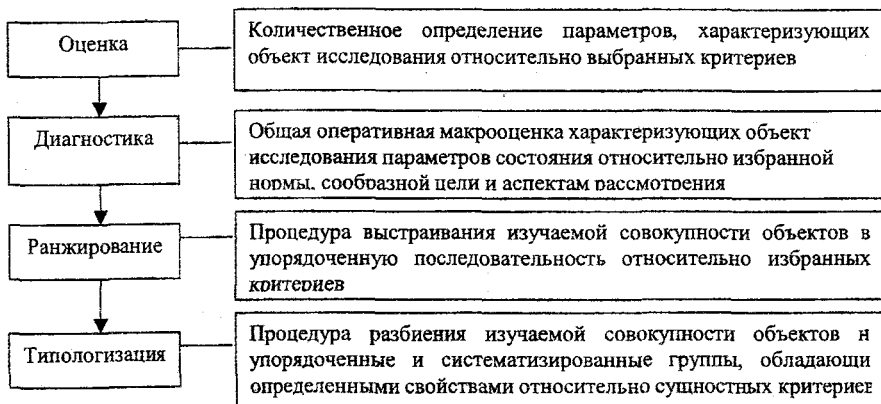 Оценка
Количественное определение параметров, характеризующих
объект исследования относительно выбранных критериев
Диагностика
Общая оперативная макрооценка характеризующих объект
исследования параметров состояния относительно избранной
нормы, сообразной цели и аспектам рассмотрения
Ранжирование
Процедура выстраивания изучаемой совокупности объектов в
упорядоченную последовательность относительно избранных
критериев
Типологизация
Процедура разбиения изучаемой совокупности объектов н
упорядоченные и систематизированные группы, обладающи
определенными свойствами относительно сущностных критериев